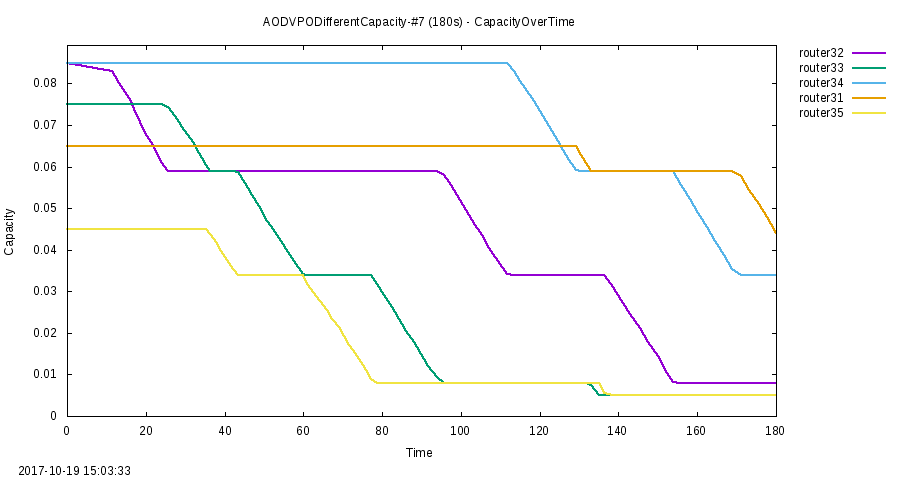 AODVPODifferentCapacity-#7 (180s) - CapacityOverTime
router32
router33
router34
router31
router35
0.08
0.07
0.06
0.05
0.04
0.03
0.02
0.01
0
Capacity
0 20 40 60 80 100 120 140 160 180
Time
2017-10-19 15:03:33